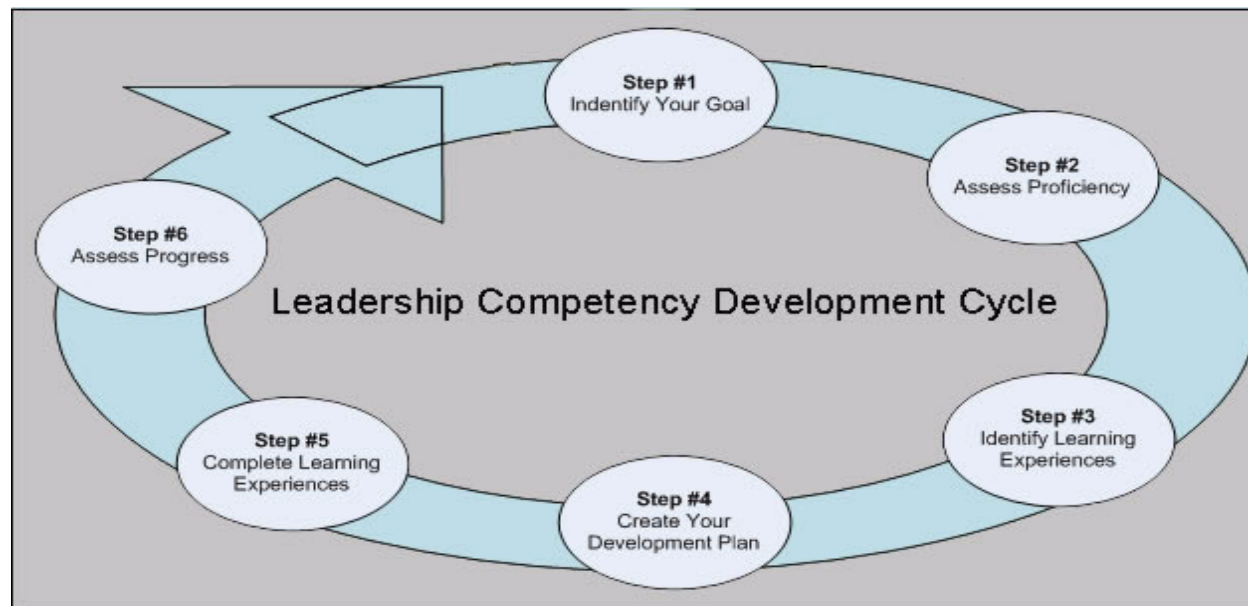 Step #1
Indentify Your Goal
Step #2
Assess Proficiency
Step #3
Identify Learning
Experiences
Step #4
Create Your
Development Plan
Step #5
Complete Learning
Experiences
Step #6
Assess Progress
Leadership Competency Development Cycle